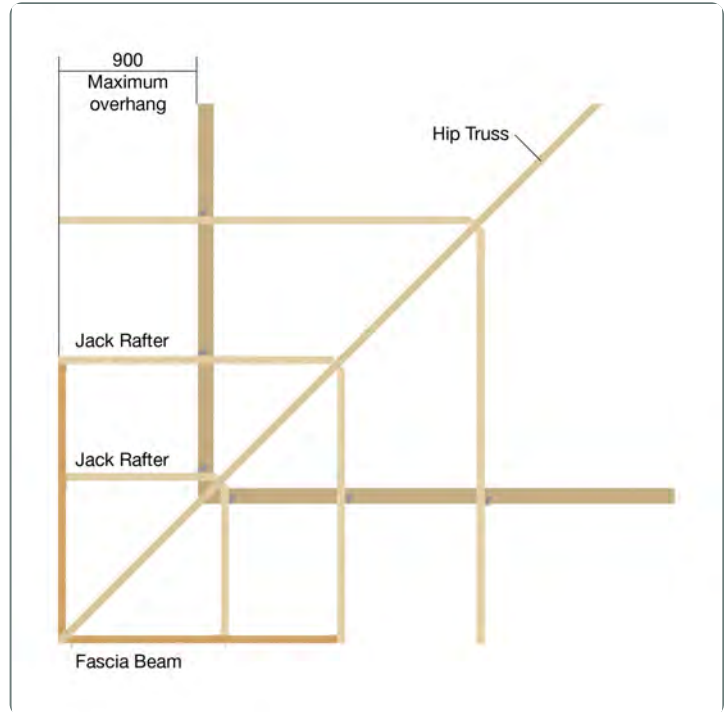 900
Maximum
overhang
Hip Truss
Jack Rafter
Jack Rafter
Fascia Beam